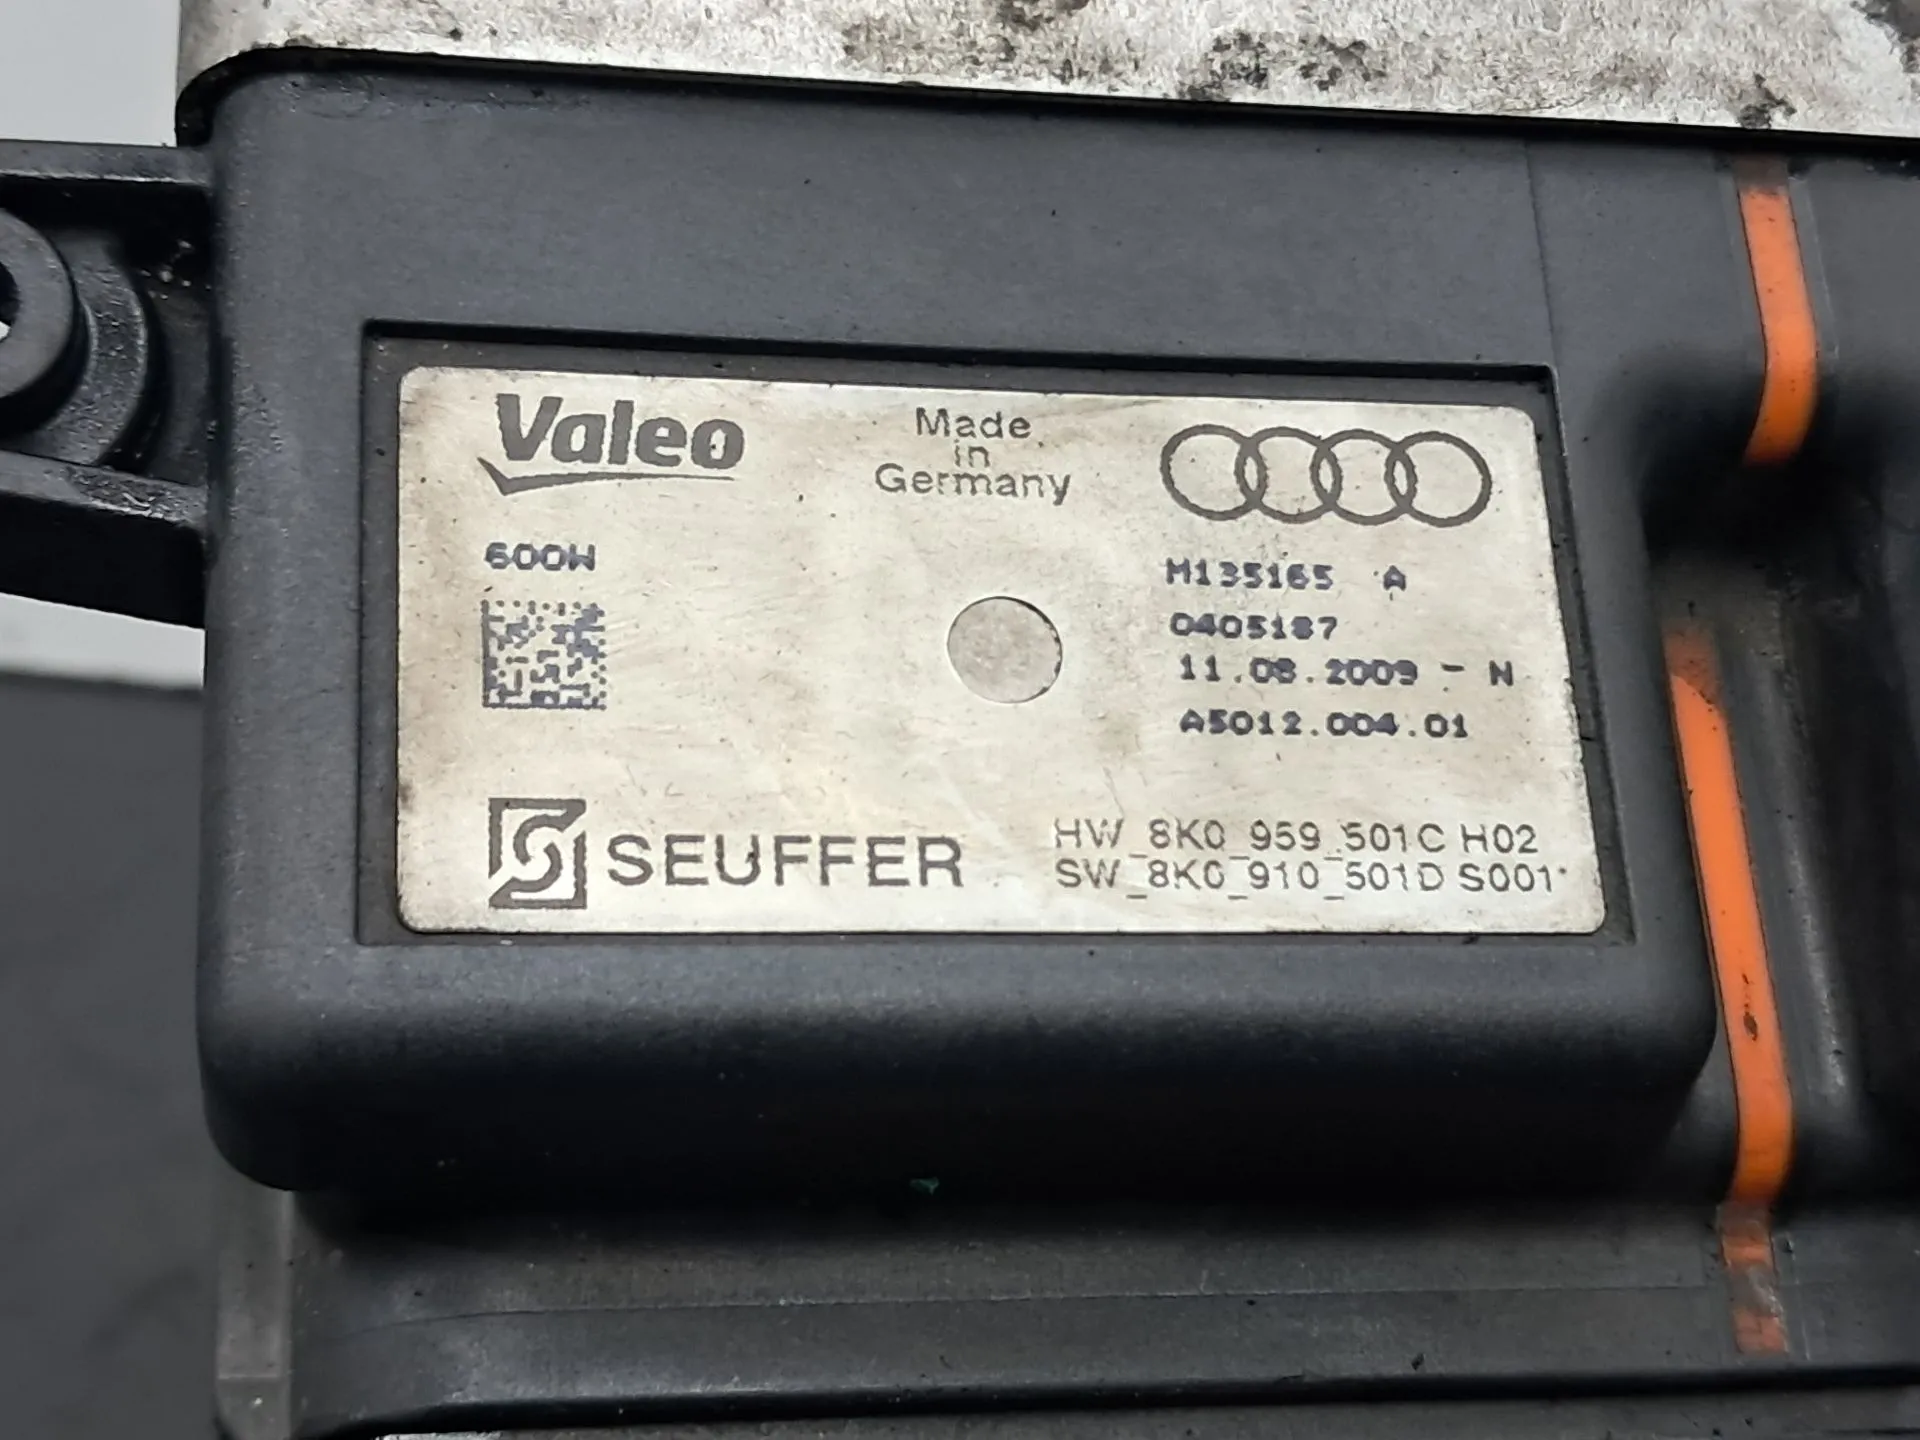 Valeo
Made
in
Germany
600W
M135165 A
0405187
11.08.2009 - N
A5012.004.01
SEUFFER
HW_8K0_959_501C H02
SW_8K0_910_501D S001